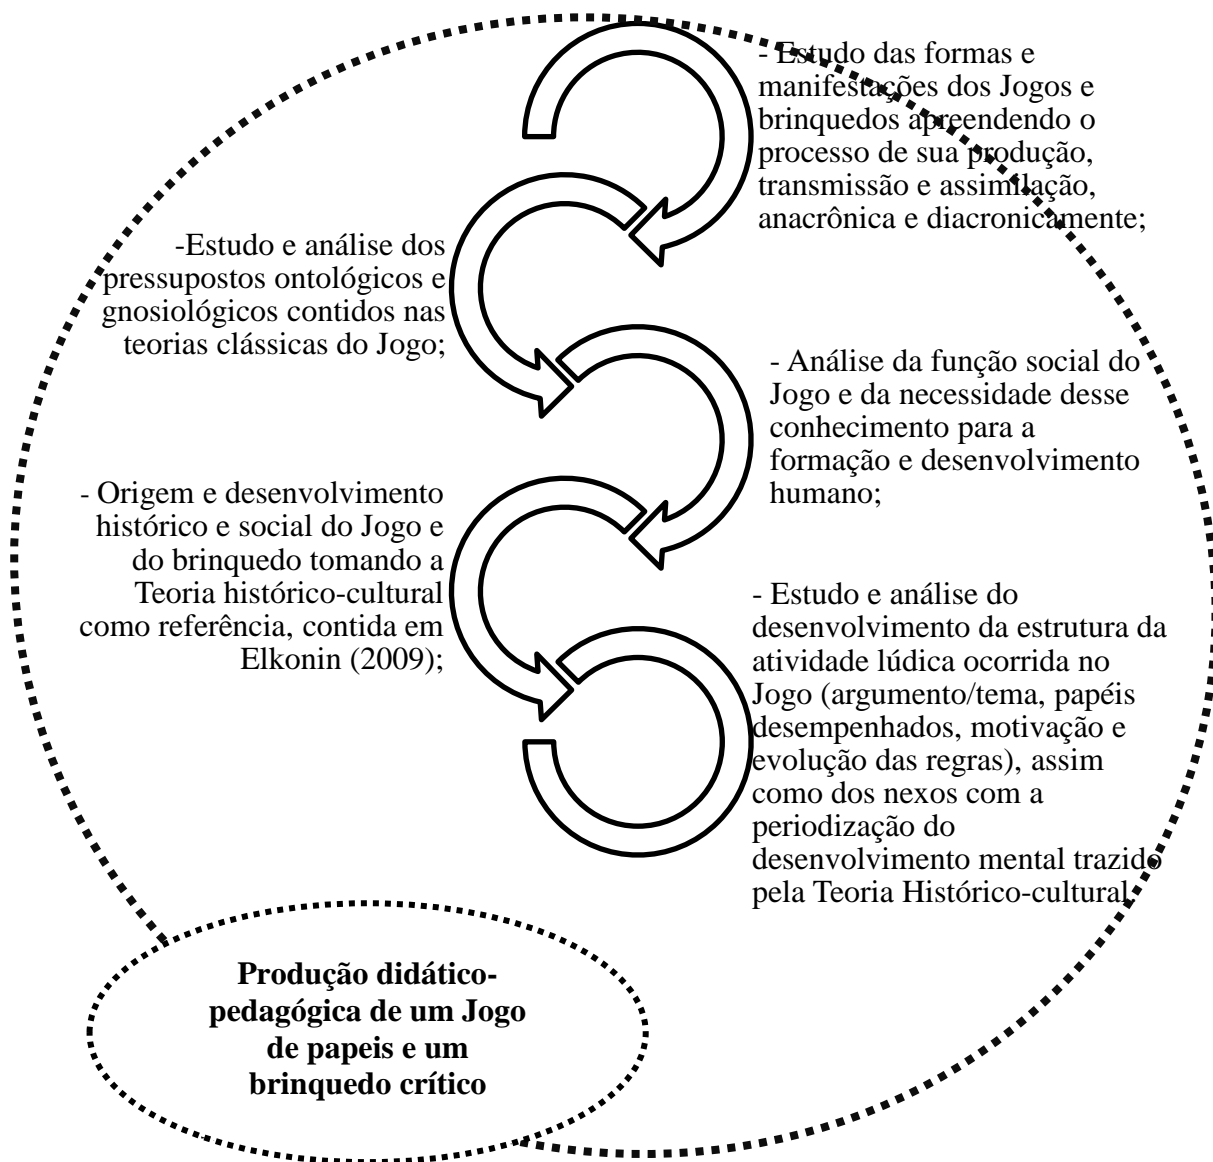 - Estudo das formas e
manifestações dos Jogos e
brinquedos apreendendo o
processo de sua produção,
transmissão e assimilação,
anacrônica e diacronicamente;
-Estudo e análise dos
pressupostos ontológicos e
gnosiológicos contidos nas
teorias clássicas do Jogo;
- Análise da função social do
Jogo e da necessidade desse
conhecimento para a
formação e desenvolvimento
humano;
- Origem e desenvolvimento
histórico e social do Jogo e
do brinquedo tomando a
Teoria histórico-cultural
como referência, contida em
Elkonin (2009);
- Estudo e análise do
desenvolvimento da estrutura da
atividade lúdica ocorrida no
Jogo (argumento/tema, papéis
desempenhados, motivação e
evolução das regras), assim
como dos nexos com a
periodização do
desenvolvimento mental trazido
pela Teoria Histórico-cultural.
Produção didático-
pedagógica de um Jogo
de papeis e um
brinquedo crítico